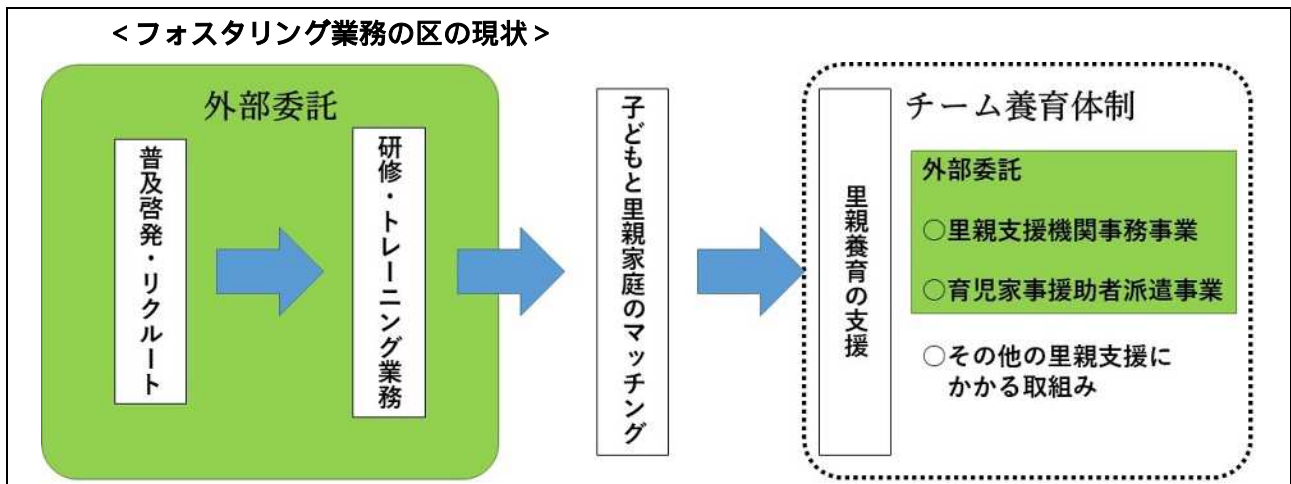 ＜フォスタリング業務の区の現状＞
外部委託
普及啓発・リクルート
研修・トレーニング業務
子どもと里親家庭のマッチング
チーム養育体制
里親養育の支援
外部委託
○里親支援機関事務事業
○育児家事援助者派遣事業
○その他の里親支援に
かかる取組み